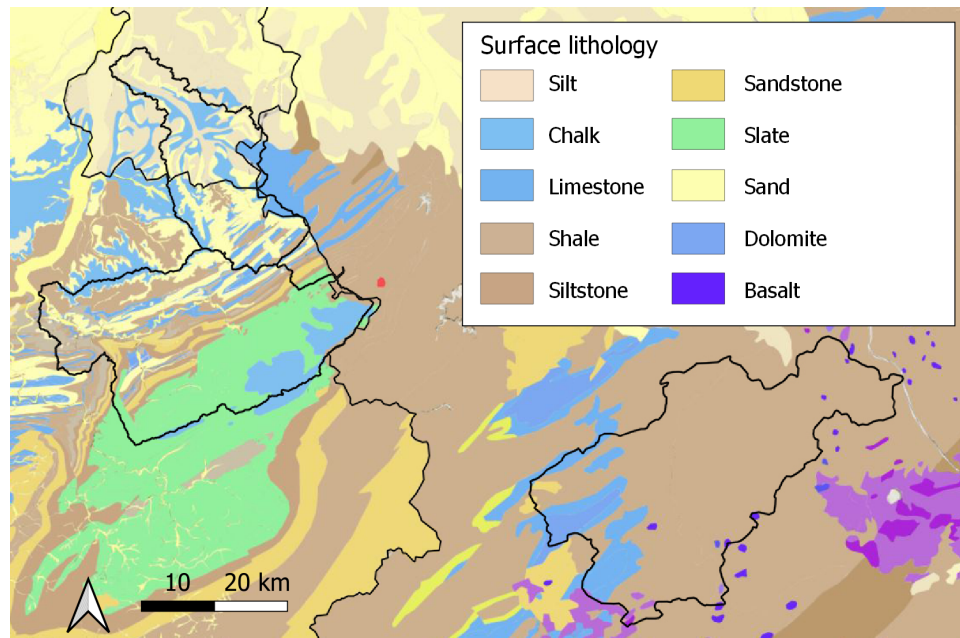 Surface lithology
Silt
Sandstone
Chalk
Slate
Limestone
Sand
Shale
Dolomite
Siltstone
Basalt
10 20 km